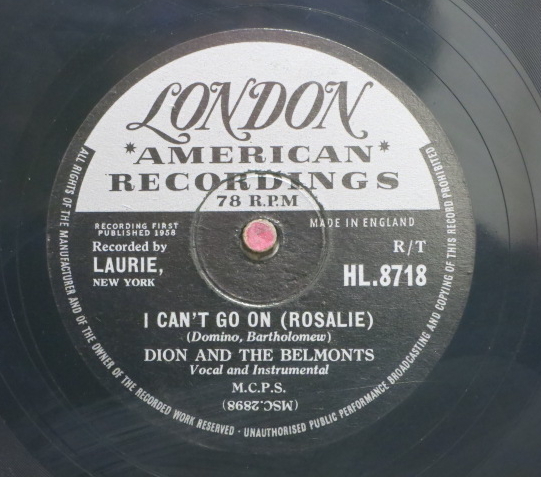 LONDON
*AMERICAN*
RECORDINGS
78 R.P.M
RECORDING FIRST
PUBLISHED 1958
MADE IN ENGLAND
Recorded by
LAURIE,
NEW YORK
R/T
HL.8718
I CAN'T GO ON (ROSALIE)
(Domino, Bartholomew)
DION AND THE BELMONTS
Vocal and Instrumental
M.C.P.S.
(MSC.2898)
ALL RIGHTS OF THE MANUFACTURER AND OF THE OWNER OF THE RECORDED WORK RESERVED · UNAUTHORISED PUBLIC PERFORMANCE BROADCASTING AND COPYING OF THIS RECORD PROHIBITED